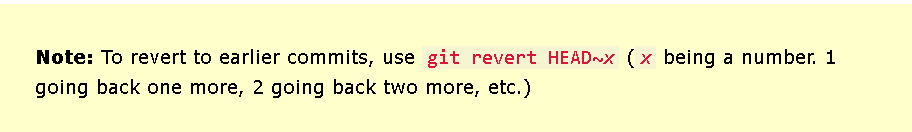 Note: To revert to earlier commits, use git revert HEAD~x ( x being a number. 1
going back one more, 2 going back two more, etc.)